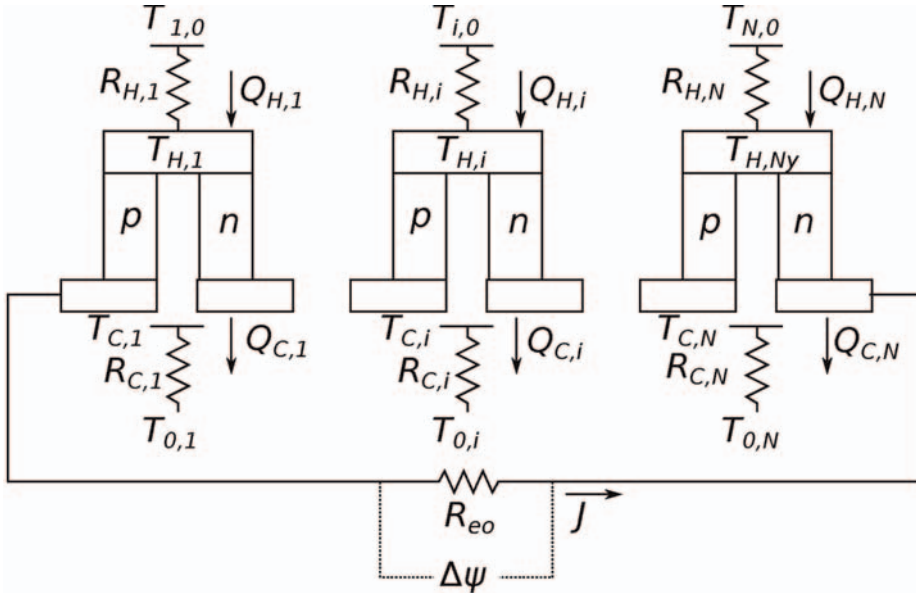 T1,0 Ti,0 TN,0
RH,1 QH,1 RH,i QH,i RH,N QH,N
TH,1 TH,i TH,Ny
p n p n p n
TC,1 QC,1 TC,i QC,i TC,N QC,N
RC,1 RC,i RC,N
T0,1 T0,i T0,N
Reo J
Δψ